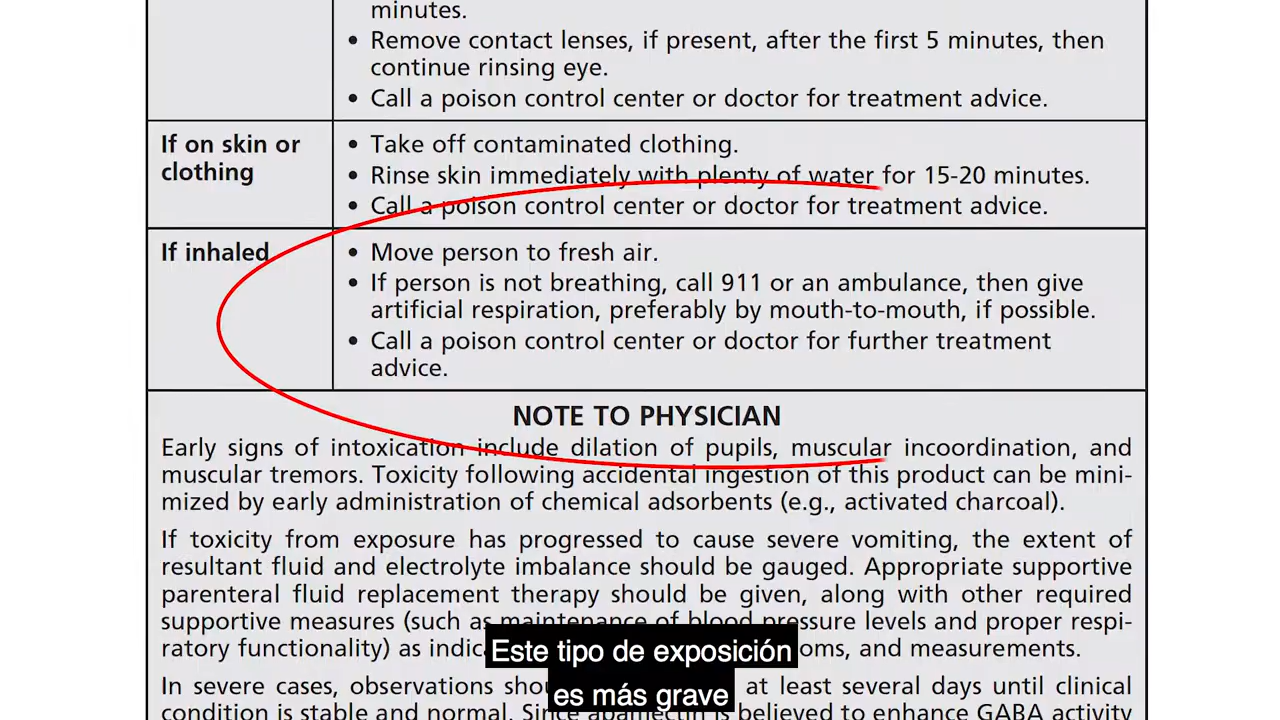 minutes.
• Remove contact lenses, if present, after the first 5 minutes, then
continue rinsing eye.
• Call a poison control center or doctor for treatment advice.
If on skin or
clothing
• Take off contaminated clothing.
• Rinse skin immediately with plenty of water for 15-20 minutes.
• Call a poison control center or doctor for treatment advice.
If inhaled
• Move person to fresh air.
• If person is not breathing, call 911 or an ambulance, then give
artificial respiration, preferably by mouth-to-mouth, if possible.
• Call a poison control center or doctor for further treatment
advice.
NOTE TO PHYSICIAN
Early signs of intoxication include dilation of pupils, muscular incoordination, and
muscular tremors. Toxicity following accidental ingestion of this product can be mini-
mized by early administration of chemical adsorbents (e.g., activated charcoal).
If toxicity from exposure has progressed to cause severe vomiting, the extent of
resultant fluid and electrolyte imbalance should be gauged. Appropriate supportive
parenteral fluid replacement therapy should be given, along with other required
supportive measures (such as maintenance of blood pressure levels and proper respi-
ratory functionality) as and measurements.
In severe cases, observations at least several days until clinical
condition is stable and normal. Since abamectin is believed to enhance GABA activity
Este tipo de exposición
es más grave